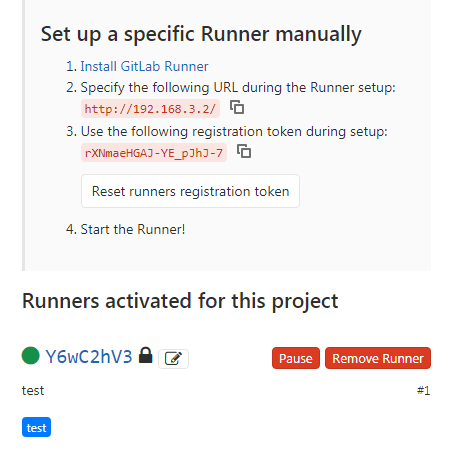 Set up a specific Runner manually
1. Install GitLab Runner
2. Specify the following URL during the Runner setup:
http://192.168.3.2/
3. Use the following registration token during setup:
rXNmaeHGAJ-YE_pJhJ-7
Reset runners registration token
4. Start the Runner!
Runners activated for this project
Y6wC2hV3 Pause Remove Runner
test #1
test